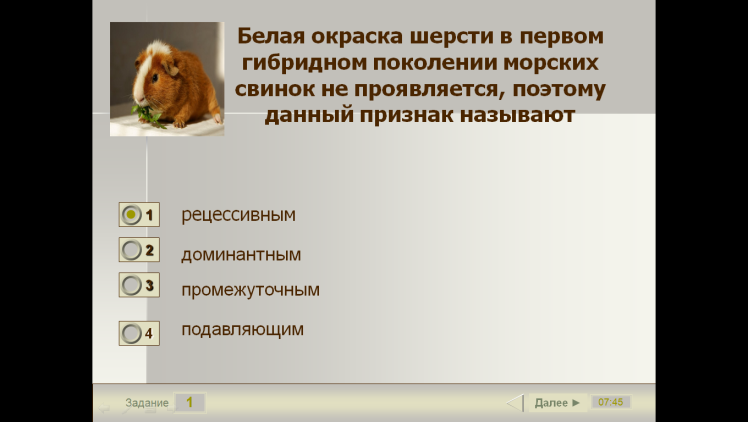 Белая окраска шерсти в первом
гибридном поколении морских
свинок не проявляется, поэтому
данный признак называют
1 рецессивным
2 доминантным
3 промежуточным
4 подавляющим
Задание 1 Далее ► 07:45